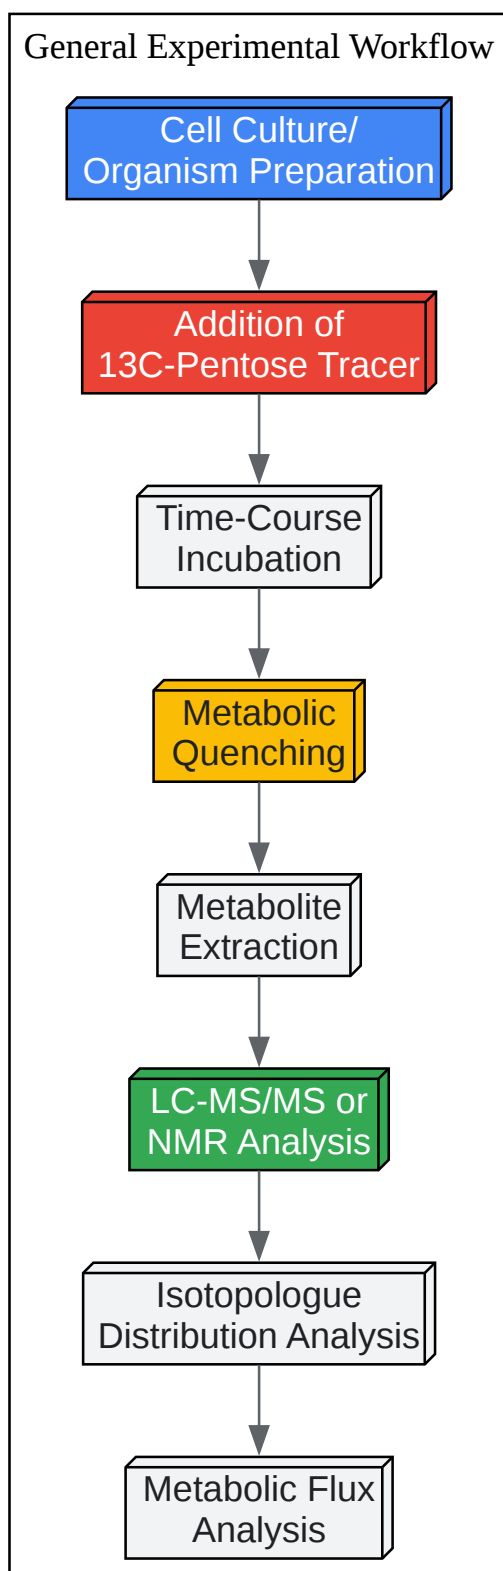 General Experimental Workflow
Cell Culture/
Organism Preparation
Addition of
13C-Pentose Tracer
Time-Course
Incubation
Metabolic
Quenching
Metabolite
Extraction
LC-MS/MS or
NMR Analysis
Isotopologue
Distribution Analysis
Metabolic Flux
Analysis